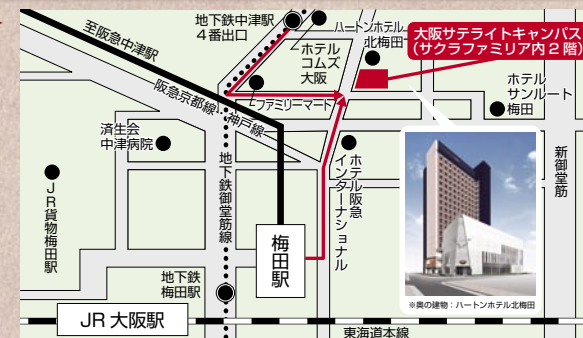 至阪急中津駅
地下鉄中津駅
4番出口
ハートンホテル
北梅田
大阪サテライトキャンパス
(サクラファミリア内2階)
ホテル
コムズ
大阪
阪急京都線・神戸線
ファミリーマート
ホテル
サンルート
梅田
済生会
中津病院
地下鉄御堂筋線
ホテル阪急
インターナショナル
新御堂筋
JR貨物梅田駅
梅田駅
地下鉄
梅田駅
※奥の建物:ハートンホテル北梅田
JR 大阪駅
東海道本線